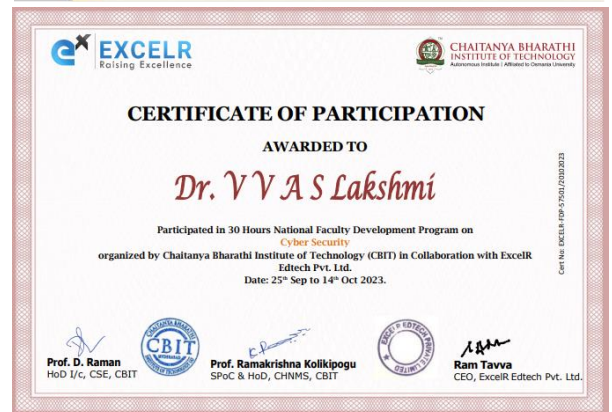 ex EXCELR
Raising Excellence
CHAITANYA BHARATHI
INSTITUTE OF TECHNOLOGY
Autonomous Institute | Affiliated to Osmania University
CERTIFICATE OF PARTICIPATION
AWARDED TO
Dr. V V A S Lakshmi
Participated in 30 Hours National Faculty Development Program on
Cyber Security
organized by Chaitanya Bharathi Institute of Technology (CBIT) in Collaboration with ExcelR
Edtech Pvt. Ltd.
Date: 25th Sep to 14th Oct 2023.
Cert No: EXCELR-FDP-57501/20102023
CBIT
Prof. D. Raman
HoD I/c, CSE, CBIT
Prof. Ramakrishna Kolikipogu
SPoC & HoD, CHNMS, CBIT
EXCELR EDTECH PRIVATE LIMITED
Ram Tavva
CEO, ExcelR Edtech Pvt. Ltd.